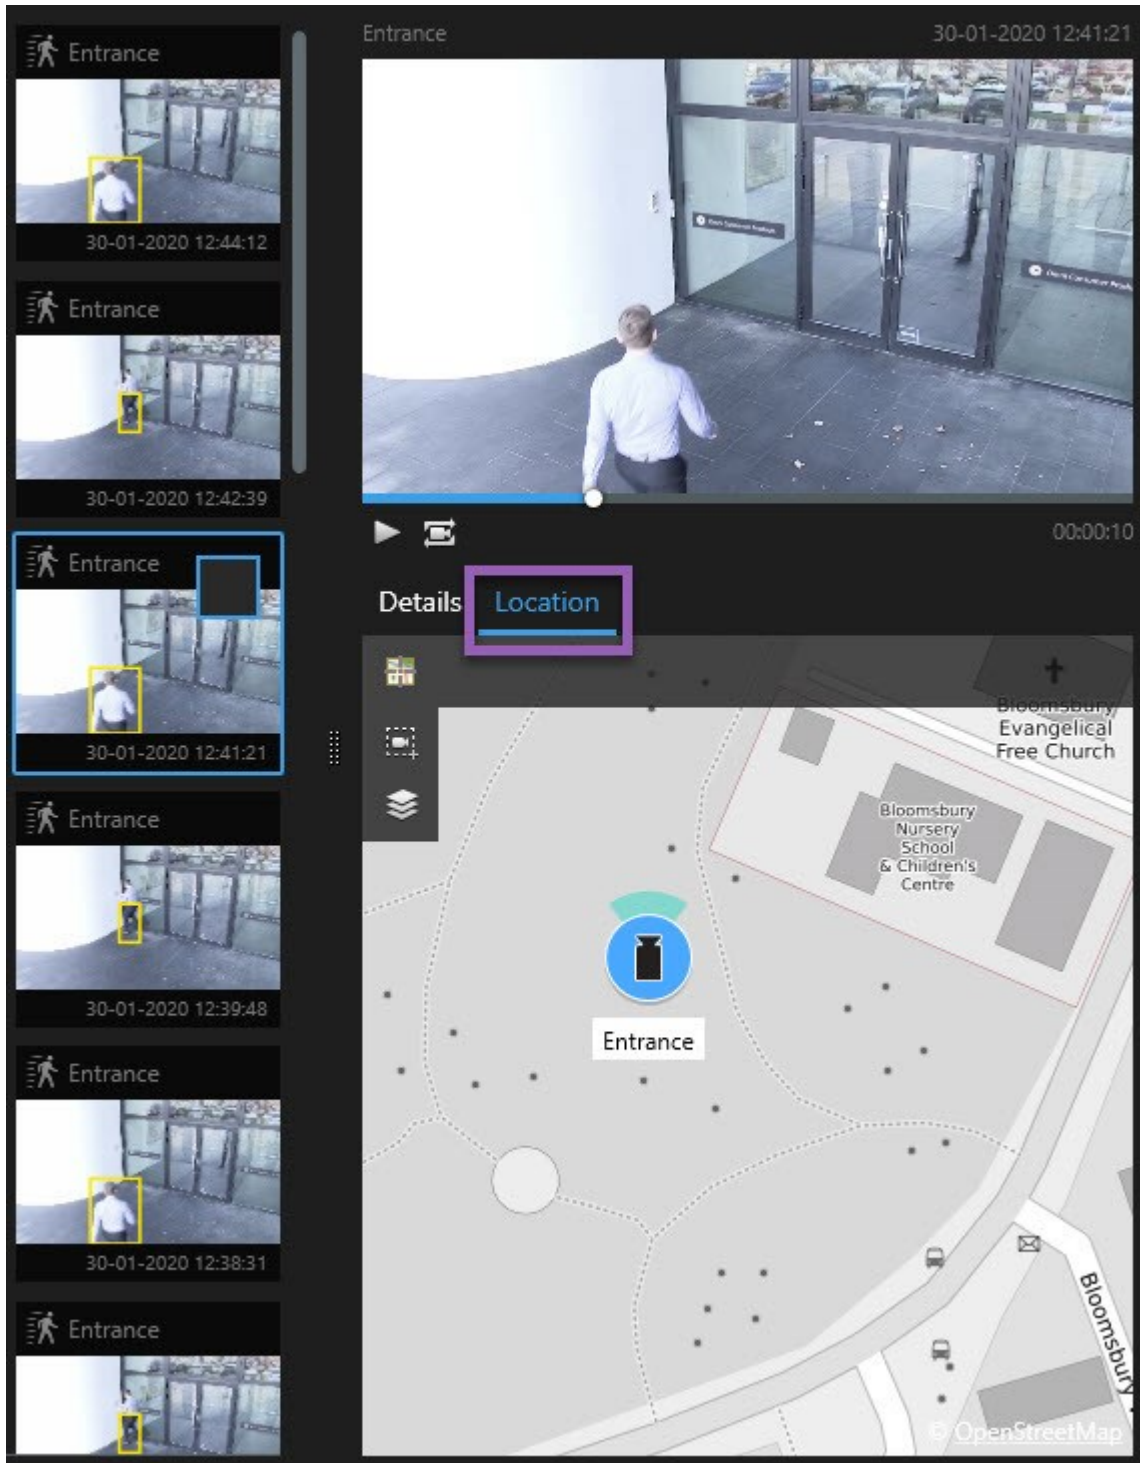 Entrance
30-01-2020 12:44:12
Entrance
30-01-2020 12:42:39
Entrance
30-01-2020 12:41:21
Entrance
30-01-2020 12:39:48
Entrance
30-01-2020 12:38:31
Entrance
Entrance
30-01-2020 12:41:21
00:00:10
Details
Location
Bloomsbury
Evangelical
Free Church
Bloomsbury
Nursery
School
& Children's
Centre
Entrance
Bloomsbury
© OpenStreetMap